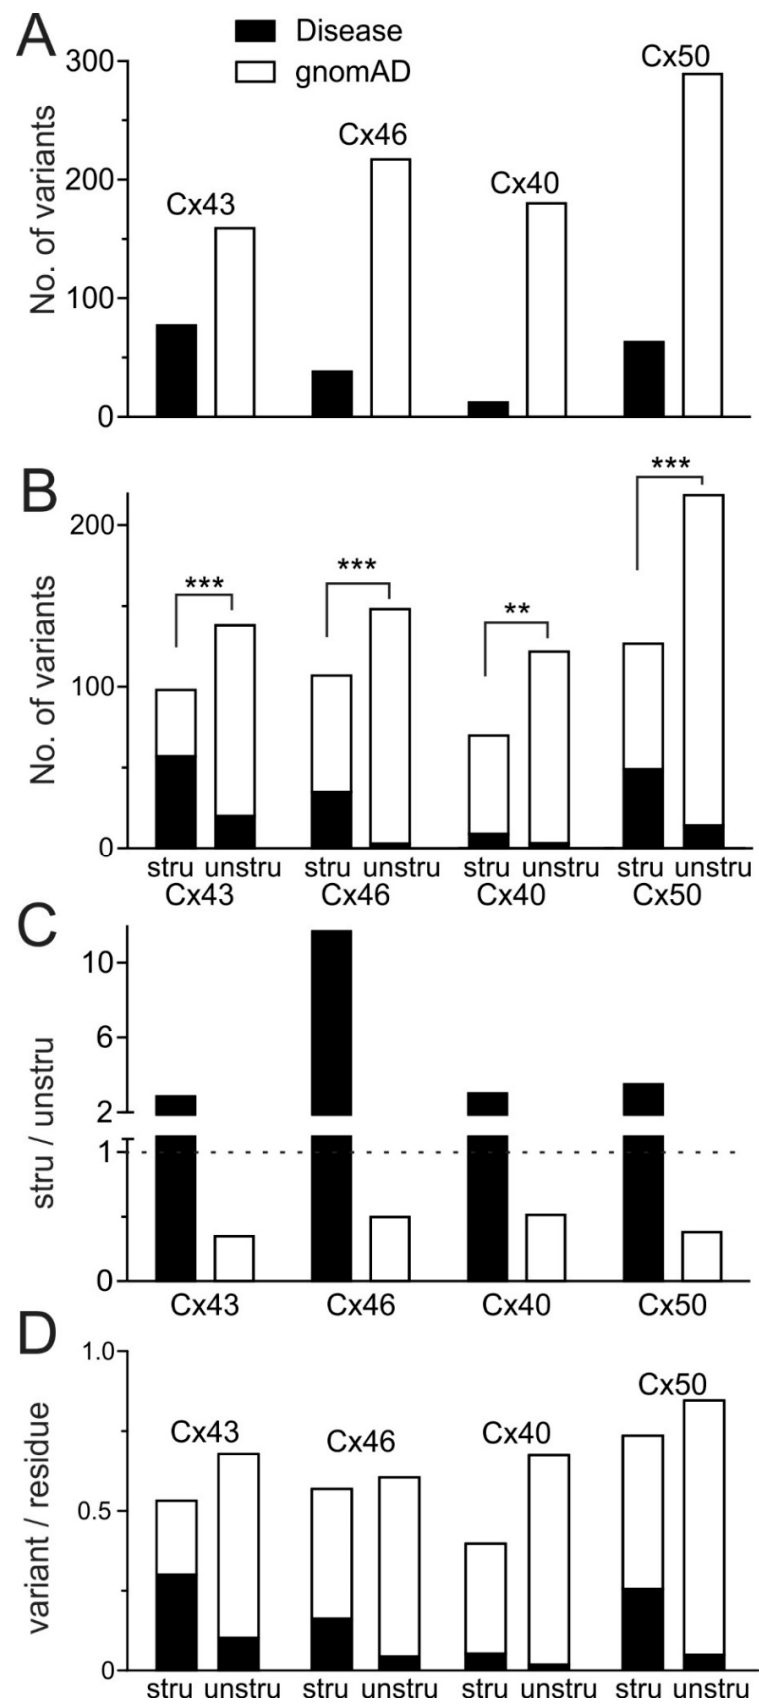 A
Disease
gnomAD
No. of variants
300
200
100
0
Cx43
Cx46
Cx40
Cx50
B
No. of variants
200
100
0
***
***
**
***
stru unstru stru unstru stru unstru stru unstru
Cx43 Cx46 Cx40 Cx50
C
stru / unstru
10
6
2
1
0
Cx43 Cx46 Cx40 Cx50
D
variant / residue
1.0
0.5
0
Cx43
Cx46
Cx40
Cx50
stru unstru stru unstru stru unstru stru unstru